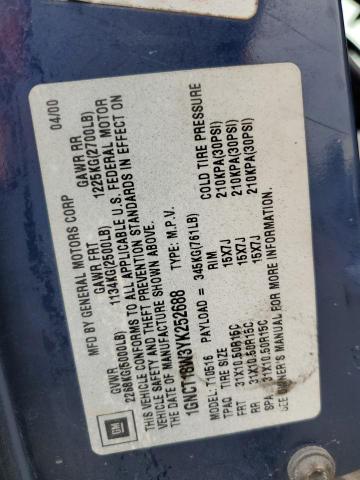 GM
MFD BY GENERAL MOTORS CORP 04/00
GVWR GAWR FRT GAWR RR
2268KG(5000LB) 1134KG(2500LB) 1225KG(2700LB)
THIS VEHICLE CONFORMS TO ALL APPLICABLE U.S. FEDERAL MOTOR
VEHICLE SAFETY AND THEFT PREVENTION STANDARDS IN EFFECT ON
THE DATE OF MANUFACTURE SHOWN ABOVE.
1GNCT18W3YK252688 TYPE: M.P.V.
MODEL: T10516 PAYLOAD = 345KG(761LB)
TPAQ TIRE SIZE RIM COLD TIRE PRESSURE
FRT 31X10.50R15C 15X7J 210KPA(30PSI)
RR 31X10.50R15C 15X7J 210KPA(30PSI)
SPA 31X10.50R15C 15X7J 210KPA(30PSI)
SEE OWNER'S MANUAL FOR ADDITIONAL